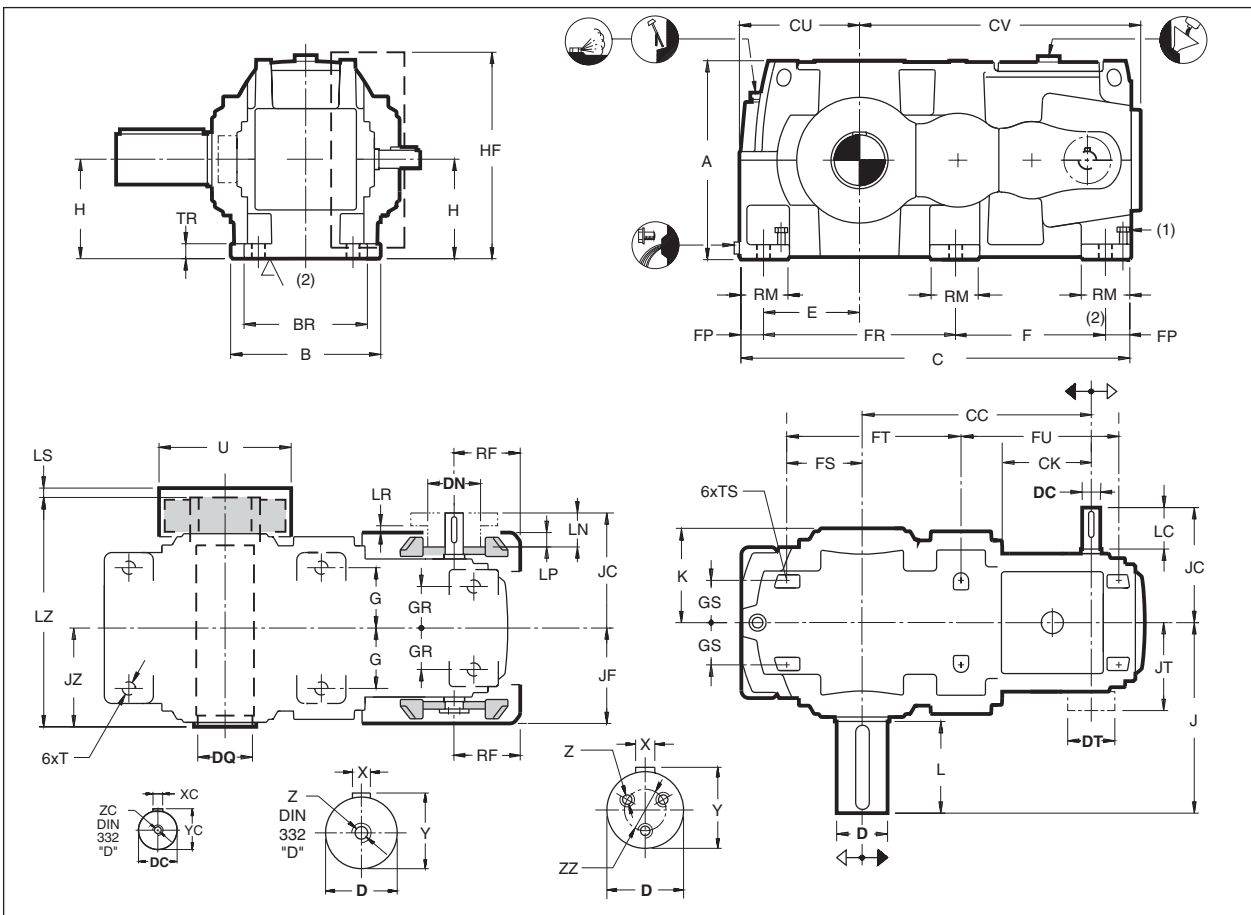 CU
CV
HF
A
H
H
TR
(1)
(2)
RM
RM
RM
(2)
E
BR
FP
FR
F
FP
B
C
CC
U
RF
FT
FU
LS
DN
FS
CK
LR
LN
6xTS
DC
LC
LP
JC
K
JC
G
GR
GS
LZ
GS
G
GR
JZ
JF
JT
J
6xT
DQ
RF
DT
L
X
Z
X
XC
Z
ZC
DIN
332
"D"
YC
DIN
332
"D"
Y
Y
D
DC
ZZ
D
D